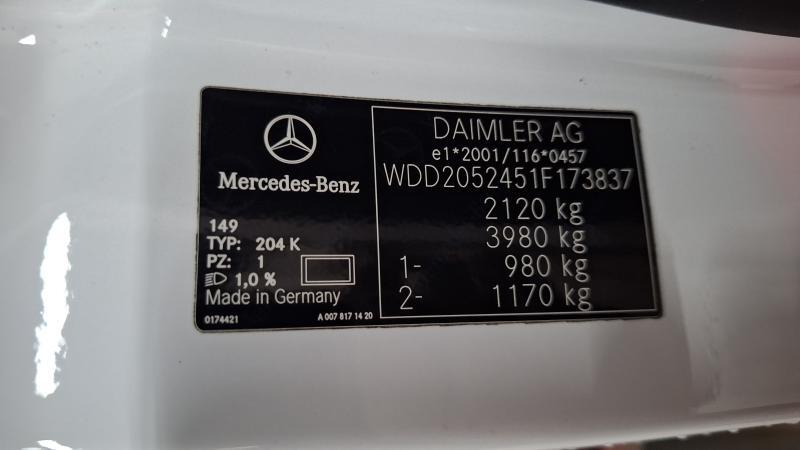 Mercedes-Benz
149
TYP: 204 K
PZ: 1
1,0 %
Made in Germany
0174421
A 007 817 14 20
DAIMLER AG
e1*2001/116*0457
WDD2052451F173837
2120 kg
3980 kg
1- 980 kg
2- 1170 kg